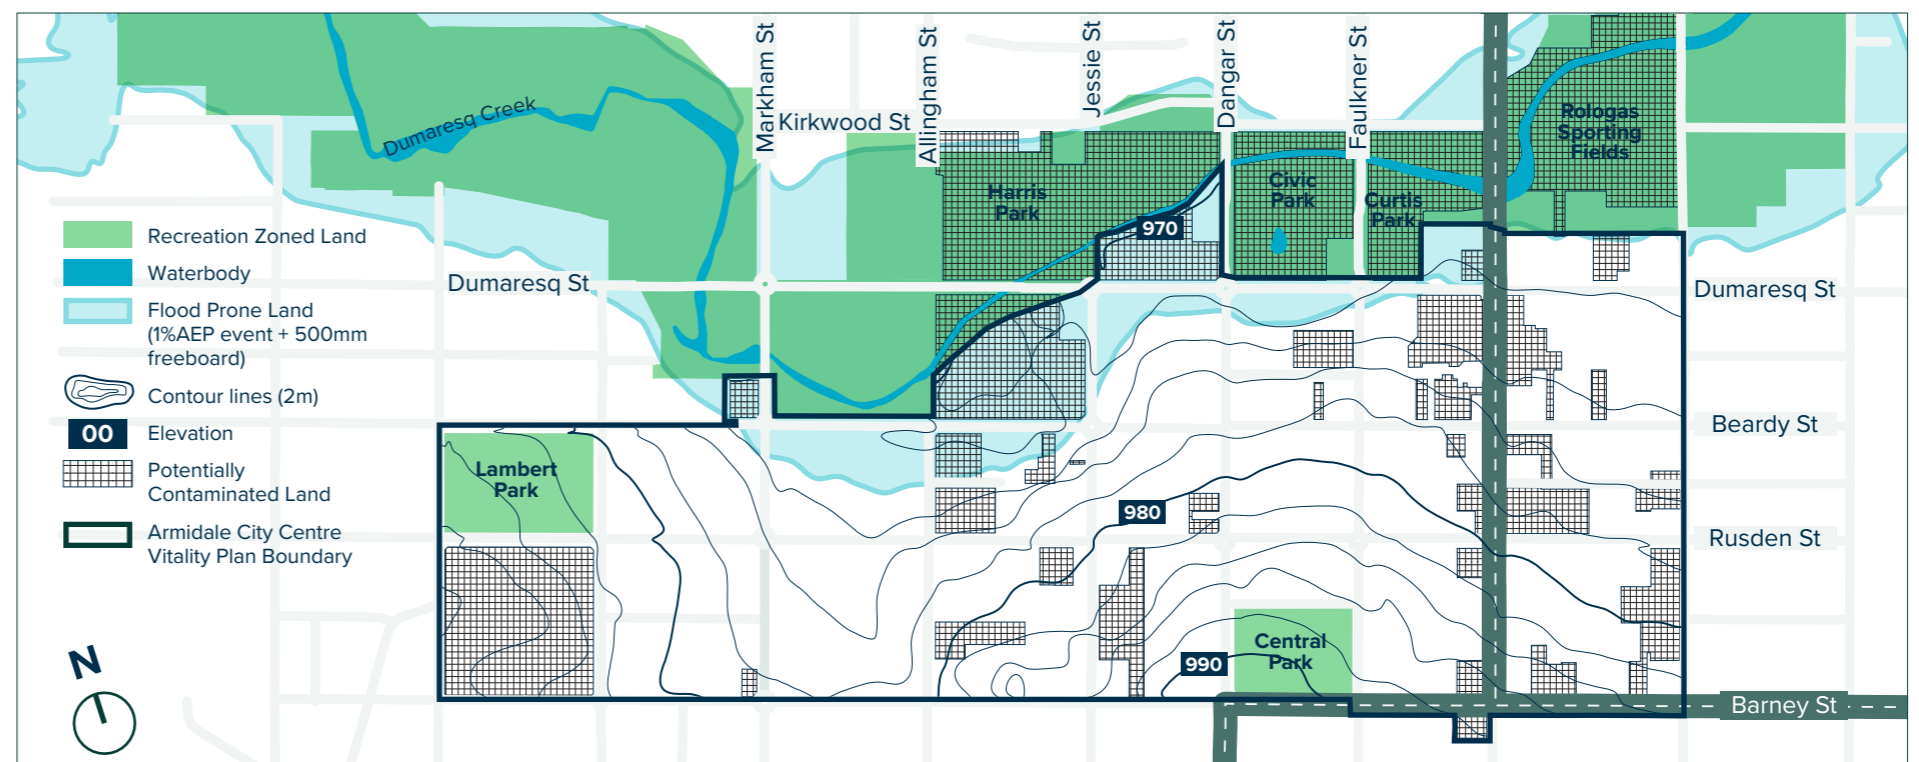 Markham St
Allingham St
Jessie St
Dangar St
Faulkner St
Kirkwood St
Dumaresq Creek
Rologas
Sporting
Fields
Harris
Park
Civic
Park
Curtis
Park
970
Recreation Zoned Land
Waterbody
Flood Prone Land
(1%AEP event + 500mm
freeboard)
Contour lines (2m)
00 Elevation
Potentially
Contaminated Land
Armidale City Centre
Vitality Plan Boundary
Dumaresq St
Dumaresq St
Beardy St
Lambert
Park
980
Rusden St
Central
Park
990
Barney St
N